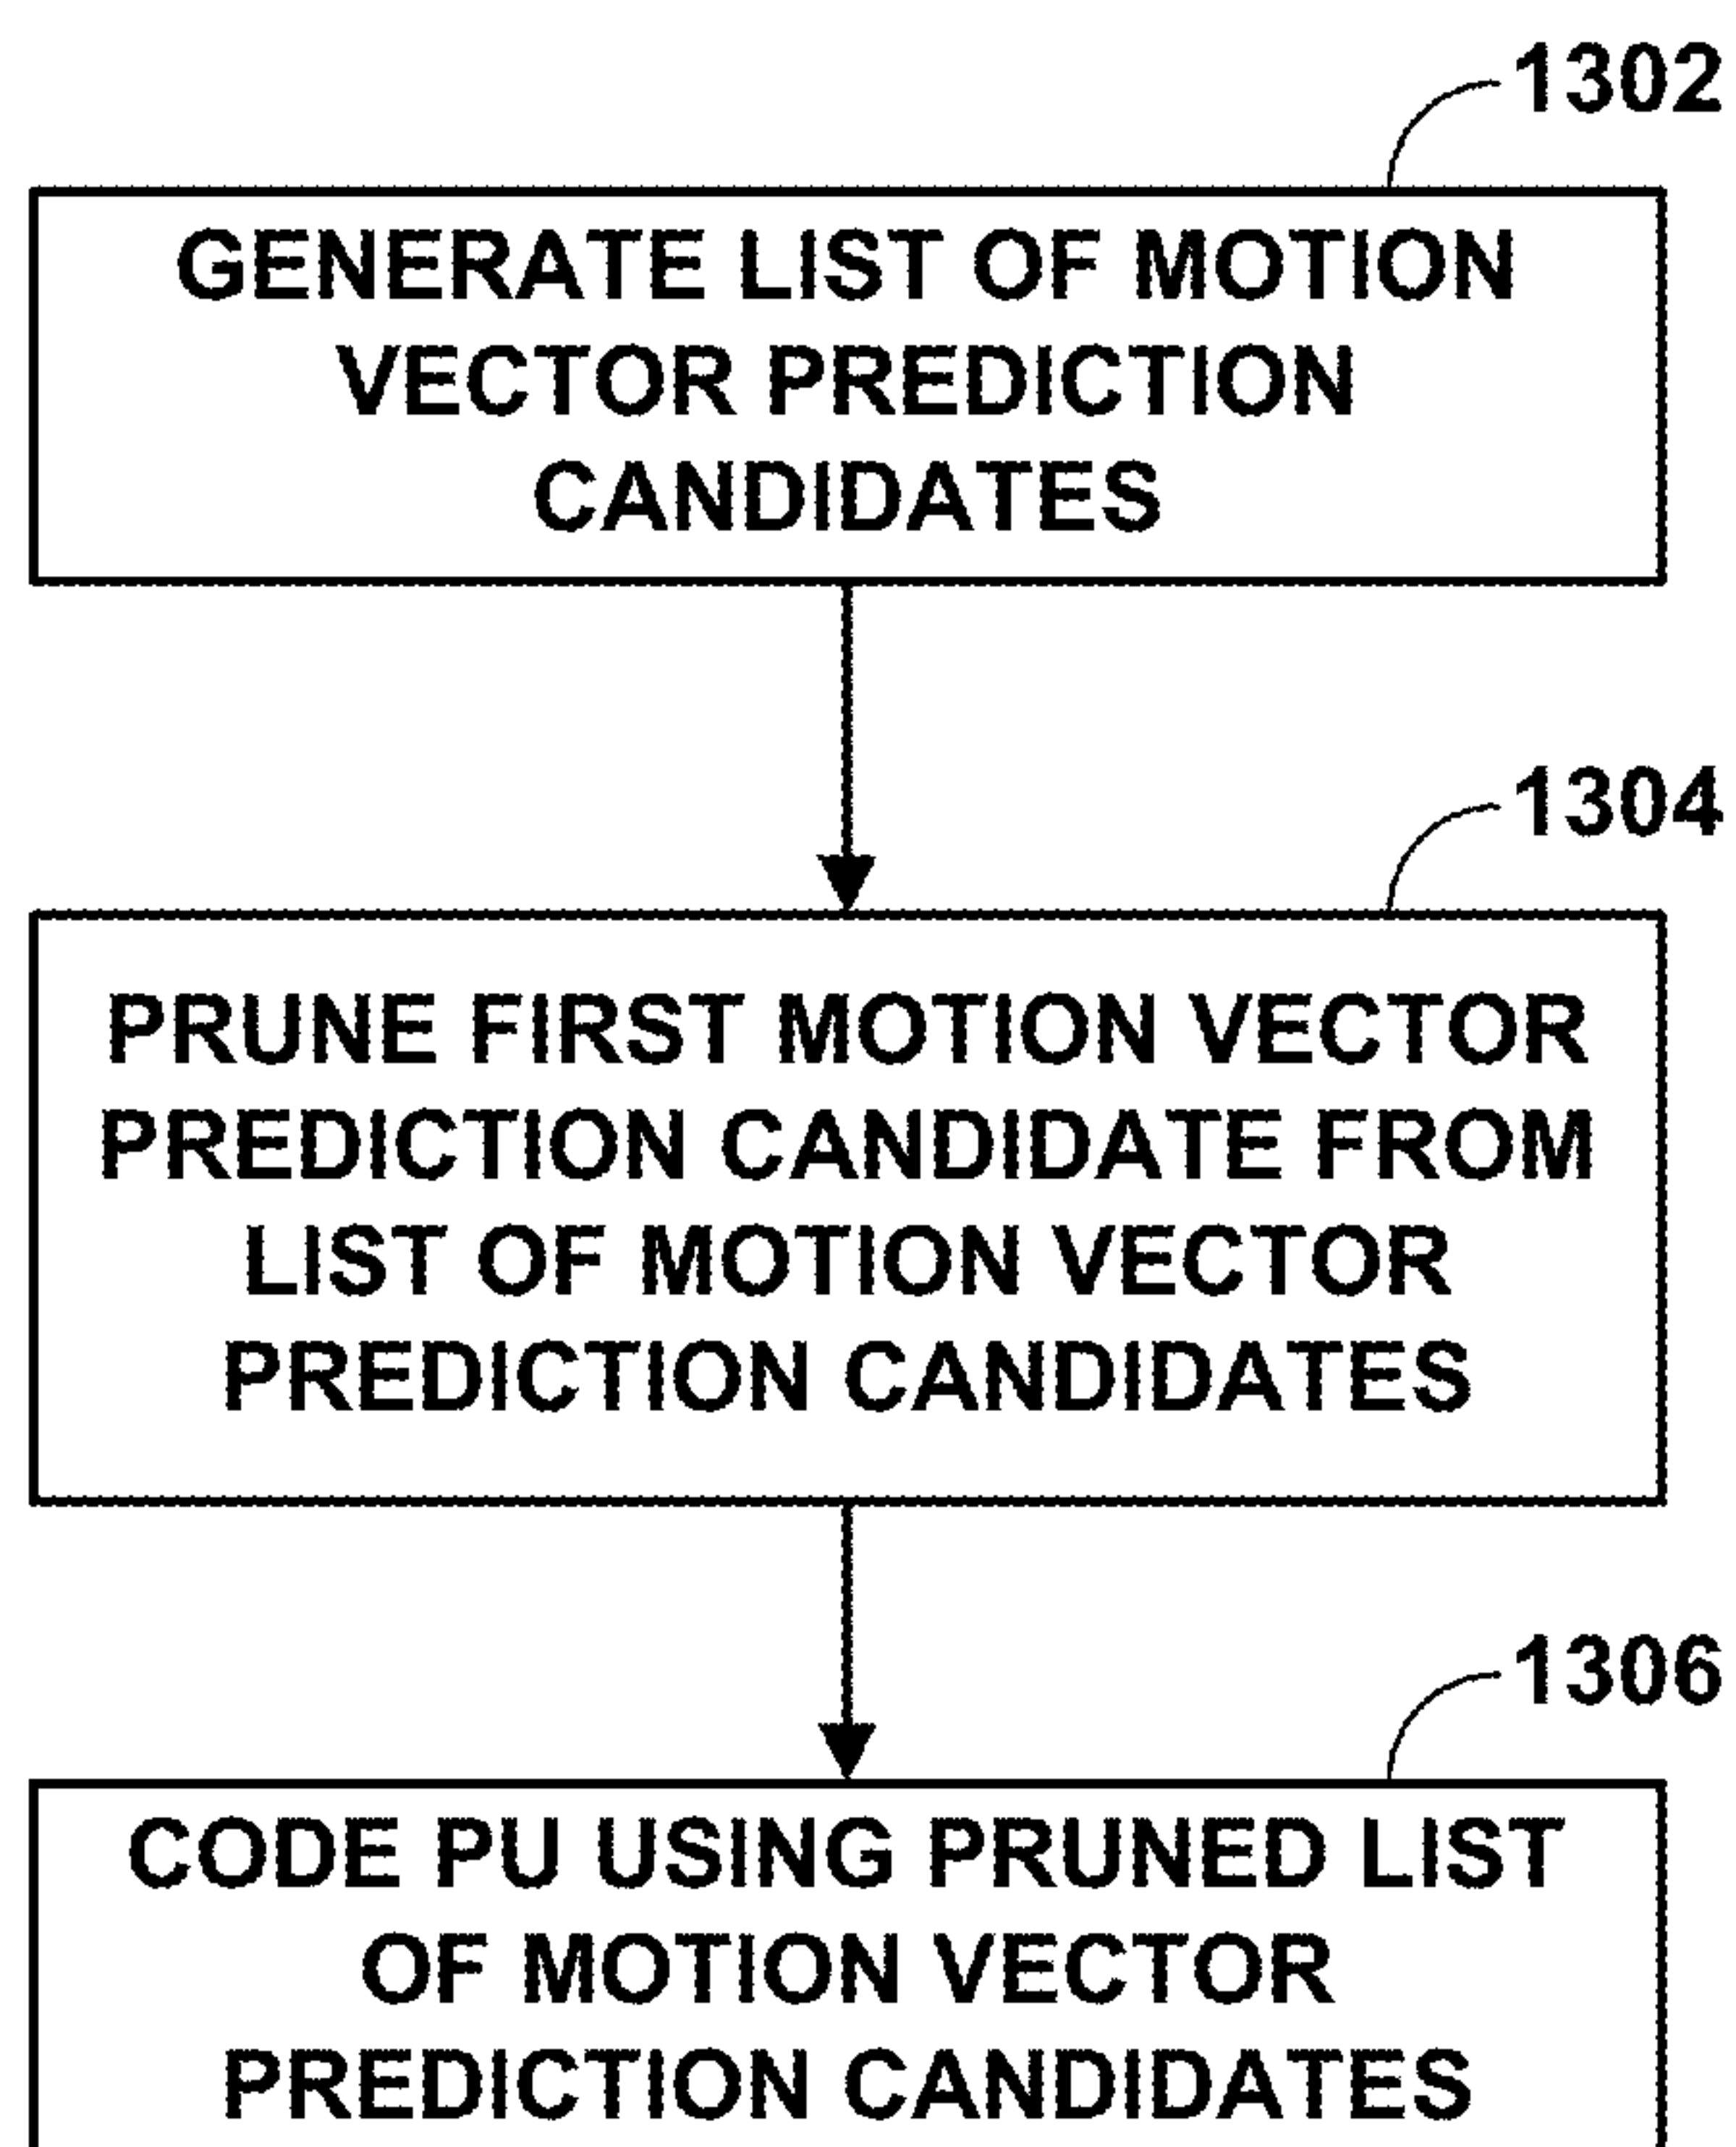 1302
GENERATE LIST OF MOTION
VECTOR PREDICTION
CANDIDATES
1304
PRUNE FIRST MOTION VECTOR
PREDICTION CANDIDATE FROM
LIST OF MOTION VECTOR
PREDICTION CANDIDATES
1306
CODE PU USING PRUNED LIST
OF MOTION VECTOR
PREDICTION CANDIDATES